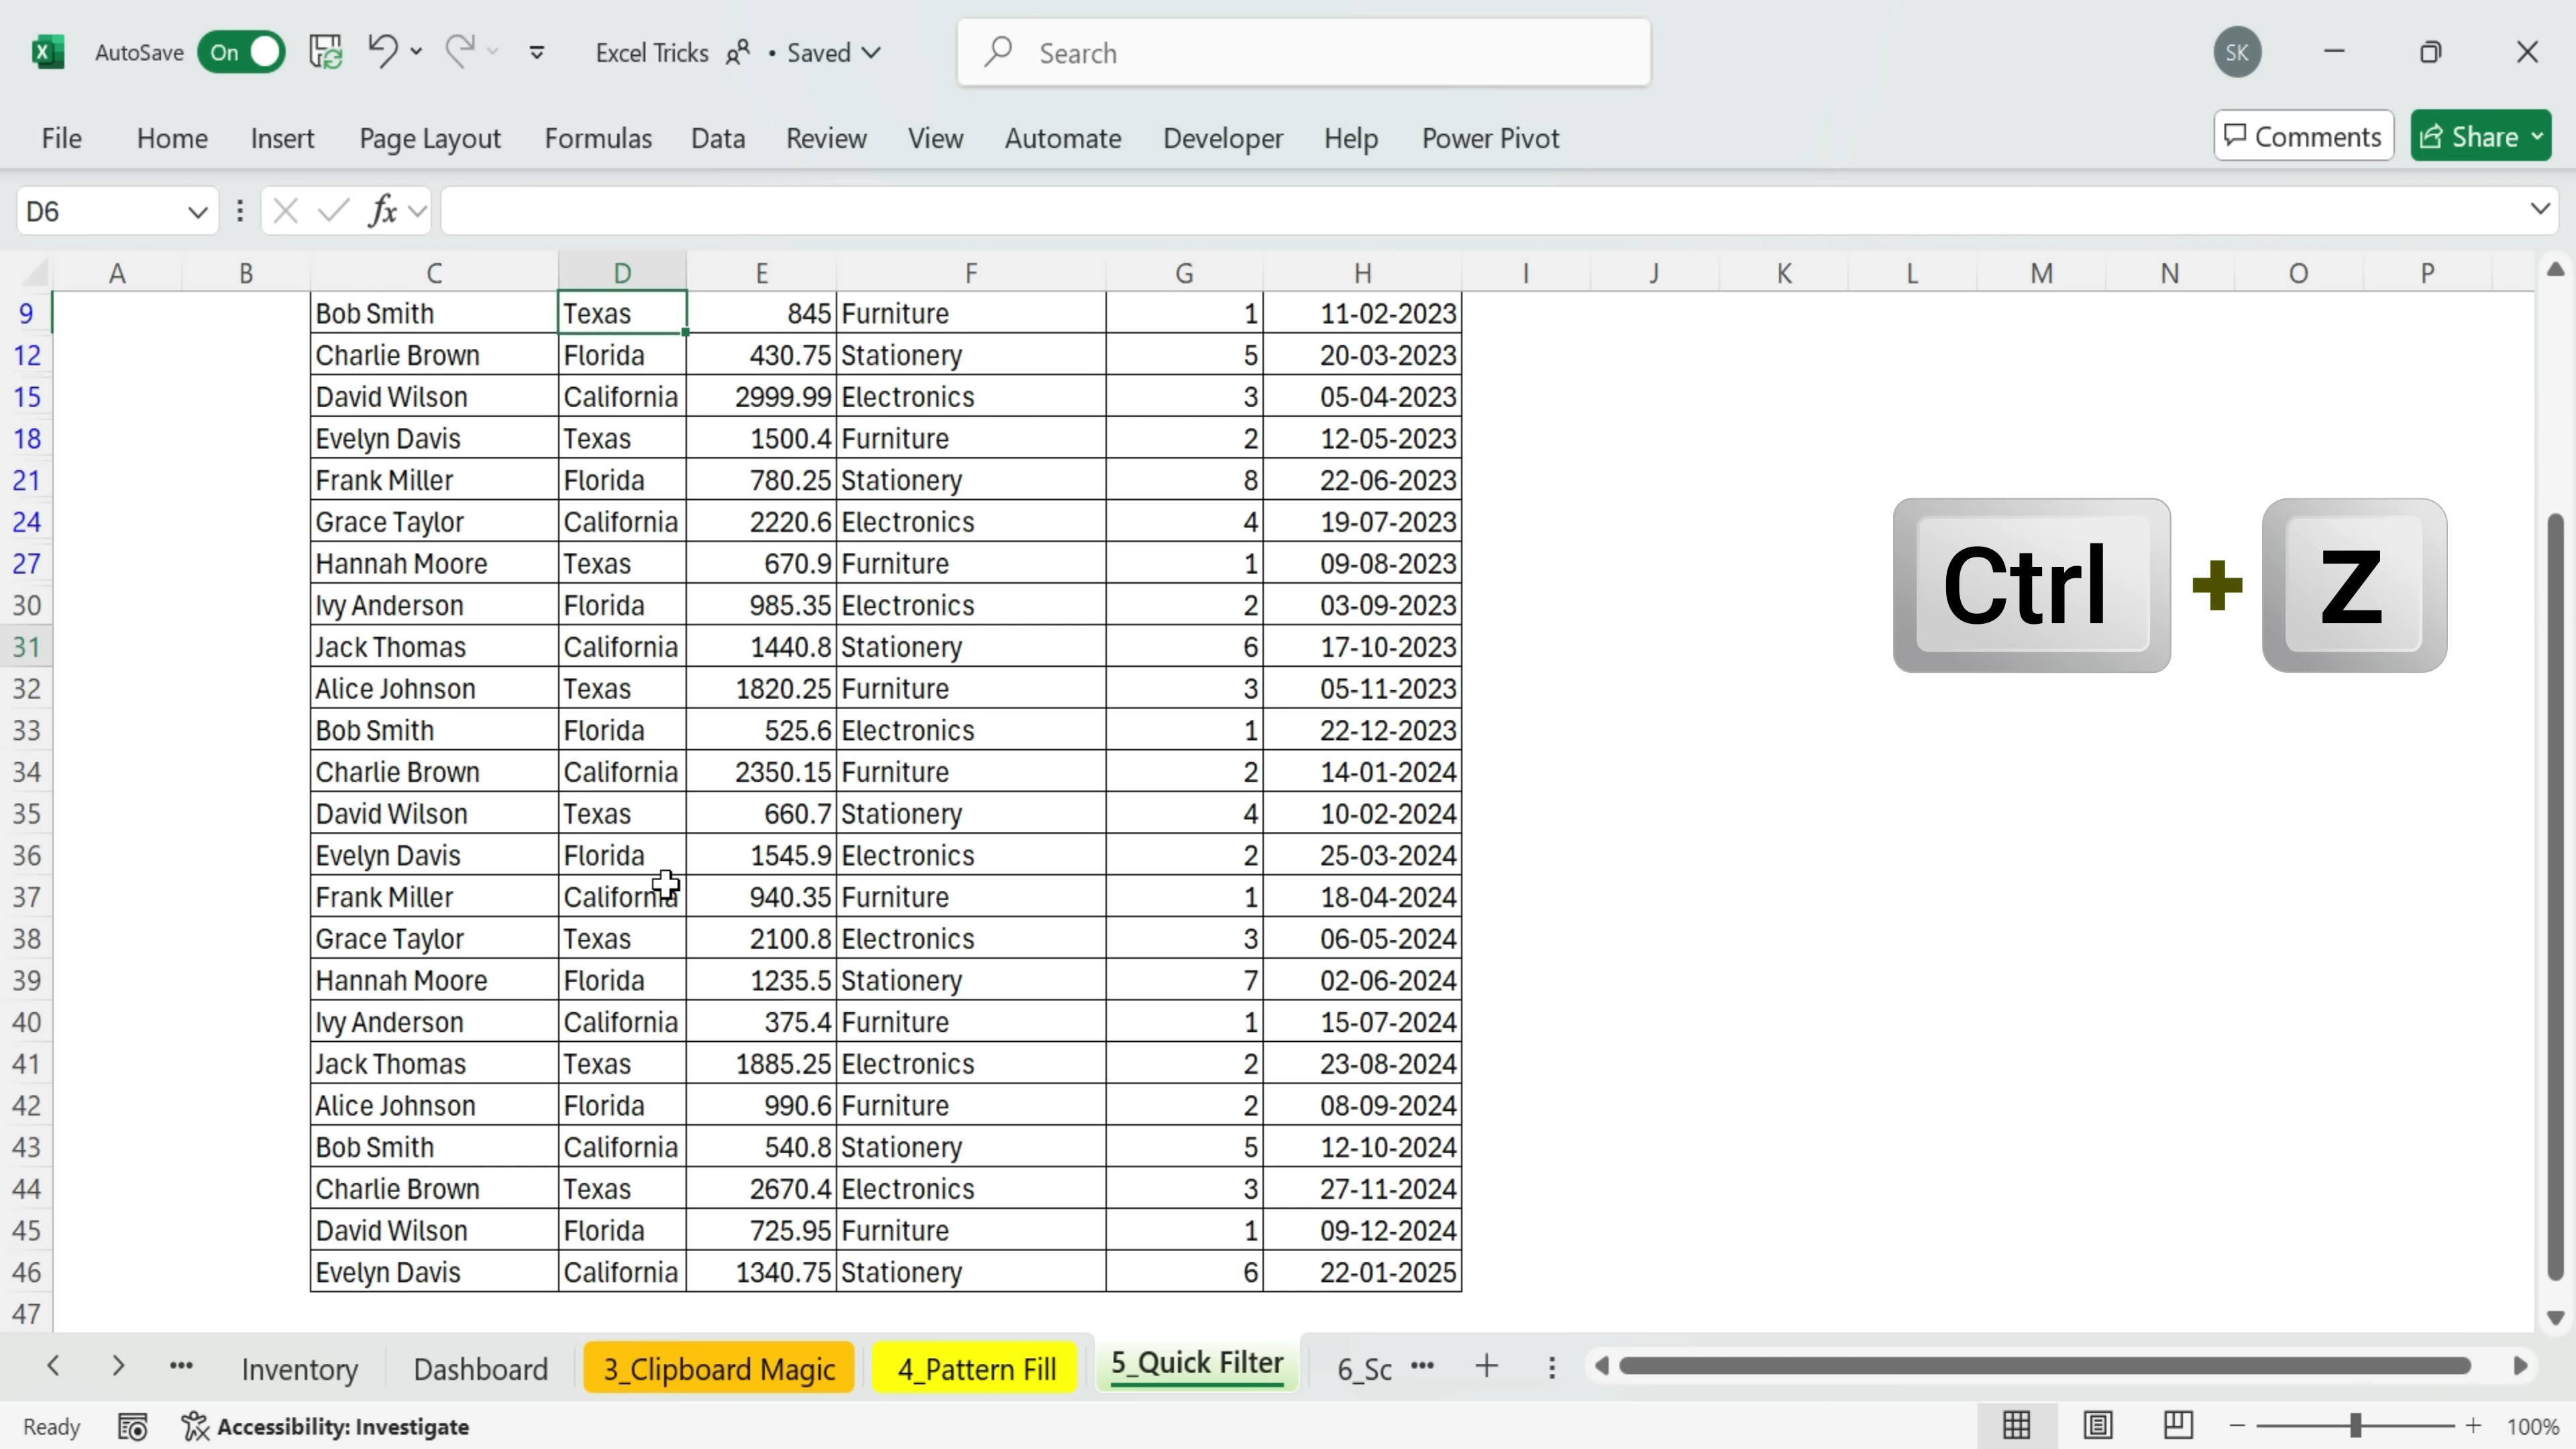 AutoSave On Excel Tricks • Saved Search SK
File Home Insert Page Layout Formulas Data Review View Automate Developer Help Power Pivot Comments Share
D6 fx
A B C D E F G H I J K L M N O P
9 Bob Smith Texas 845 Furniture 1 11-02-2023
12 Charlie Brown Florida 430.75 Stationery 5 20-03-2023
15 David Wilson California 2999.99 Electronics 3 05-04-2023
18 Evelyn Davis Texas 1500.4 Furniture 2 12-05-2023
21 Frank Miller Florida 780.25 Stationery 8 22-06-2023
24 Grace Taylor California 2220.6 Electronics 4 19-07-2023
27 Hannah Moore Texas 670.9 Furniture 1 09-08-2023
Ctrl + Z
30 Ivy Anderson Florida 985.35 Electronics 2 03-09-2023
31 Jack Thomas California 1440.8 Stationery 6 17-10-2023
32 Alice Johnson Texas 1820.25 Furniture 3 05-11-2023
33 Bob Smith Florida 525.6 Electronics 1 22-12-2023
34 Charlie Brown California 2350.15 Furniture 2 14-01-2024
35 David Wilson Texas 660.7 Stationery 4 10-02-2024
36 Evelyn Davis Florida 1545.9 Electronics 2 25-03-2024
37 Frank Miller California 940.35 Furniture 1 18-04-2024
38 Grace Taylor Texas 2100.8 Electronics 3 06-05-2024
39 Hannah Moore Florida 1235.5 Stationery 7 02-06-2024
40 Ivy Anderson California 375.4 Furniture 1 15-07-2024
41 Jack Thomas Texas 1885.25 Electronics 2 23-08-2024
42 Alice Johnson Florida 990.6 Furniture 2 08-09-2024
43 Bob Smith California 540.8 Stationery 5 12-10-2024
44 Charlie Brown Texas 2670.4 Electronics 3 27-11-2024
45 David Wilson Florida 725.95 Furniture 1 09-12-2024
46 Evelyn Davis California 1340.75 Stationery 6 22-01-2025
47
Inventory Dashboard 3_Clipboard Magic 4_Pattern Fill 5_Quick Filter 6_Sc
Ready Accessibility: Investigate 100%